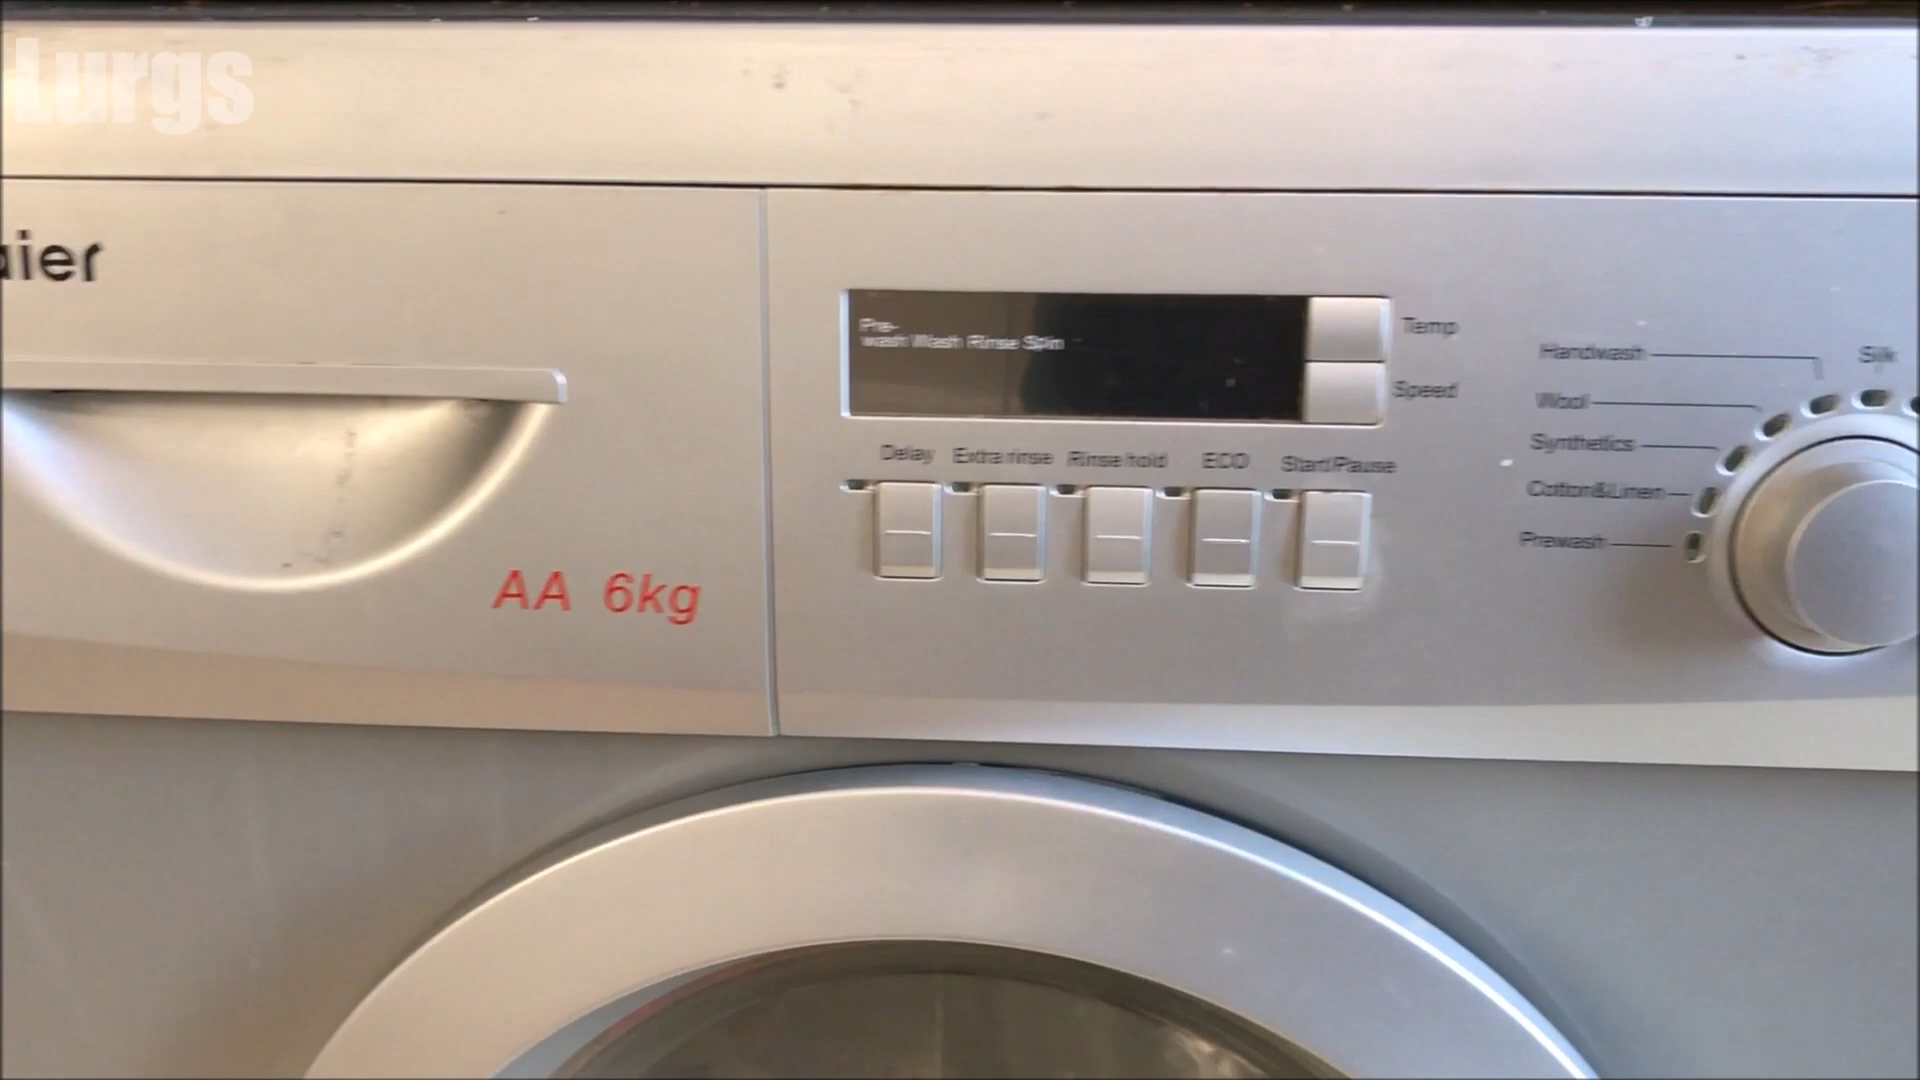 Lurgs
aier
AA 6kg
Pre-
wash Wash Rinse Spin
Temp
Speed
Delay Extra rinse Rinse hold ECO Start/Pause
Handwash
Silk
Wool
Synthetics
Cotton&Linen
Prewash